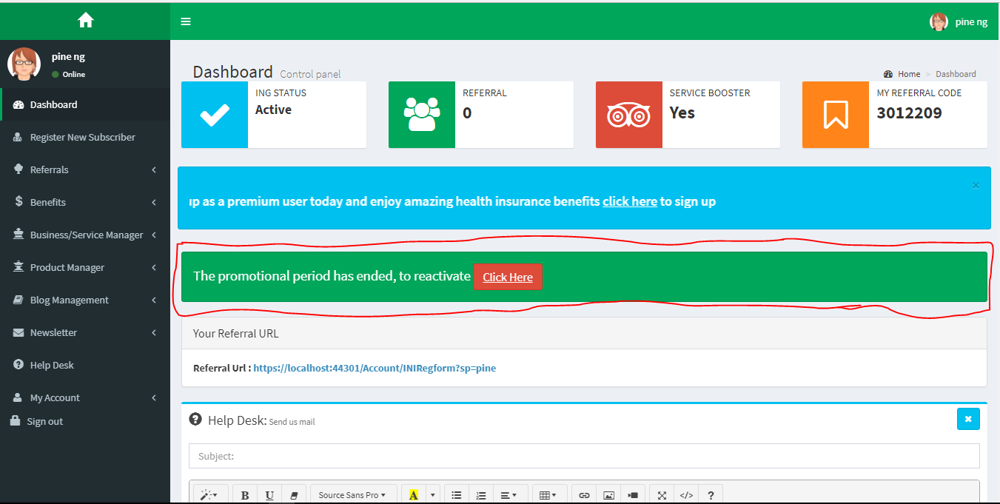 pine ng
pine ng
Online
Dashboard
Register New Subscriber
Referrals
Benefits
Business/Service Manager
Product Manager
Blog Management
Newsletter
Help Desk
My Account
Sign out
Dashboard Control panel
Home > Dashboard
ING STATUS
Active
REFERRAL
0
SERVICE BOOSTER
Yes
MY REFERRAL CODE
3012209
as a premium user today and enjoy amazing health insurance benefits click here to sign up
×
The promotional period has ended, to reactivate Click Here
Your Referral URL
Referral Url : https://localhost:44301/Account/INIRegform?sp=pine
Help Desk: Send us mail
Subject:
B U Source Sans Pro A </> ?